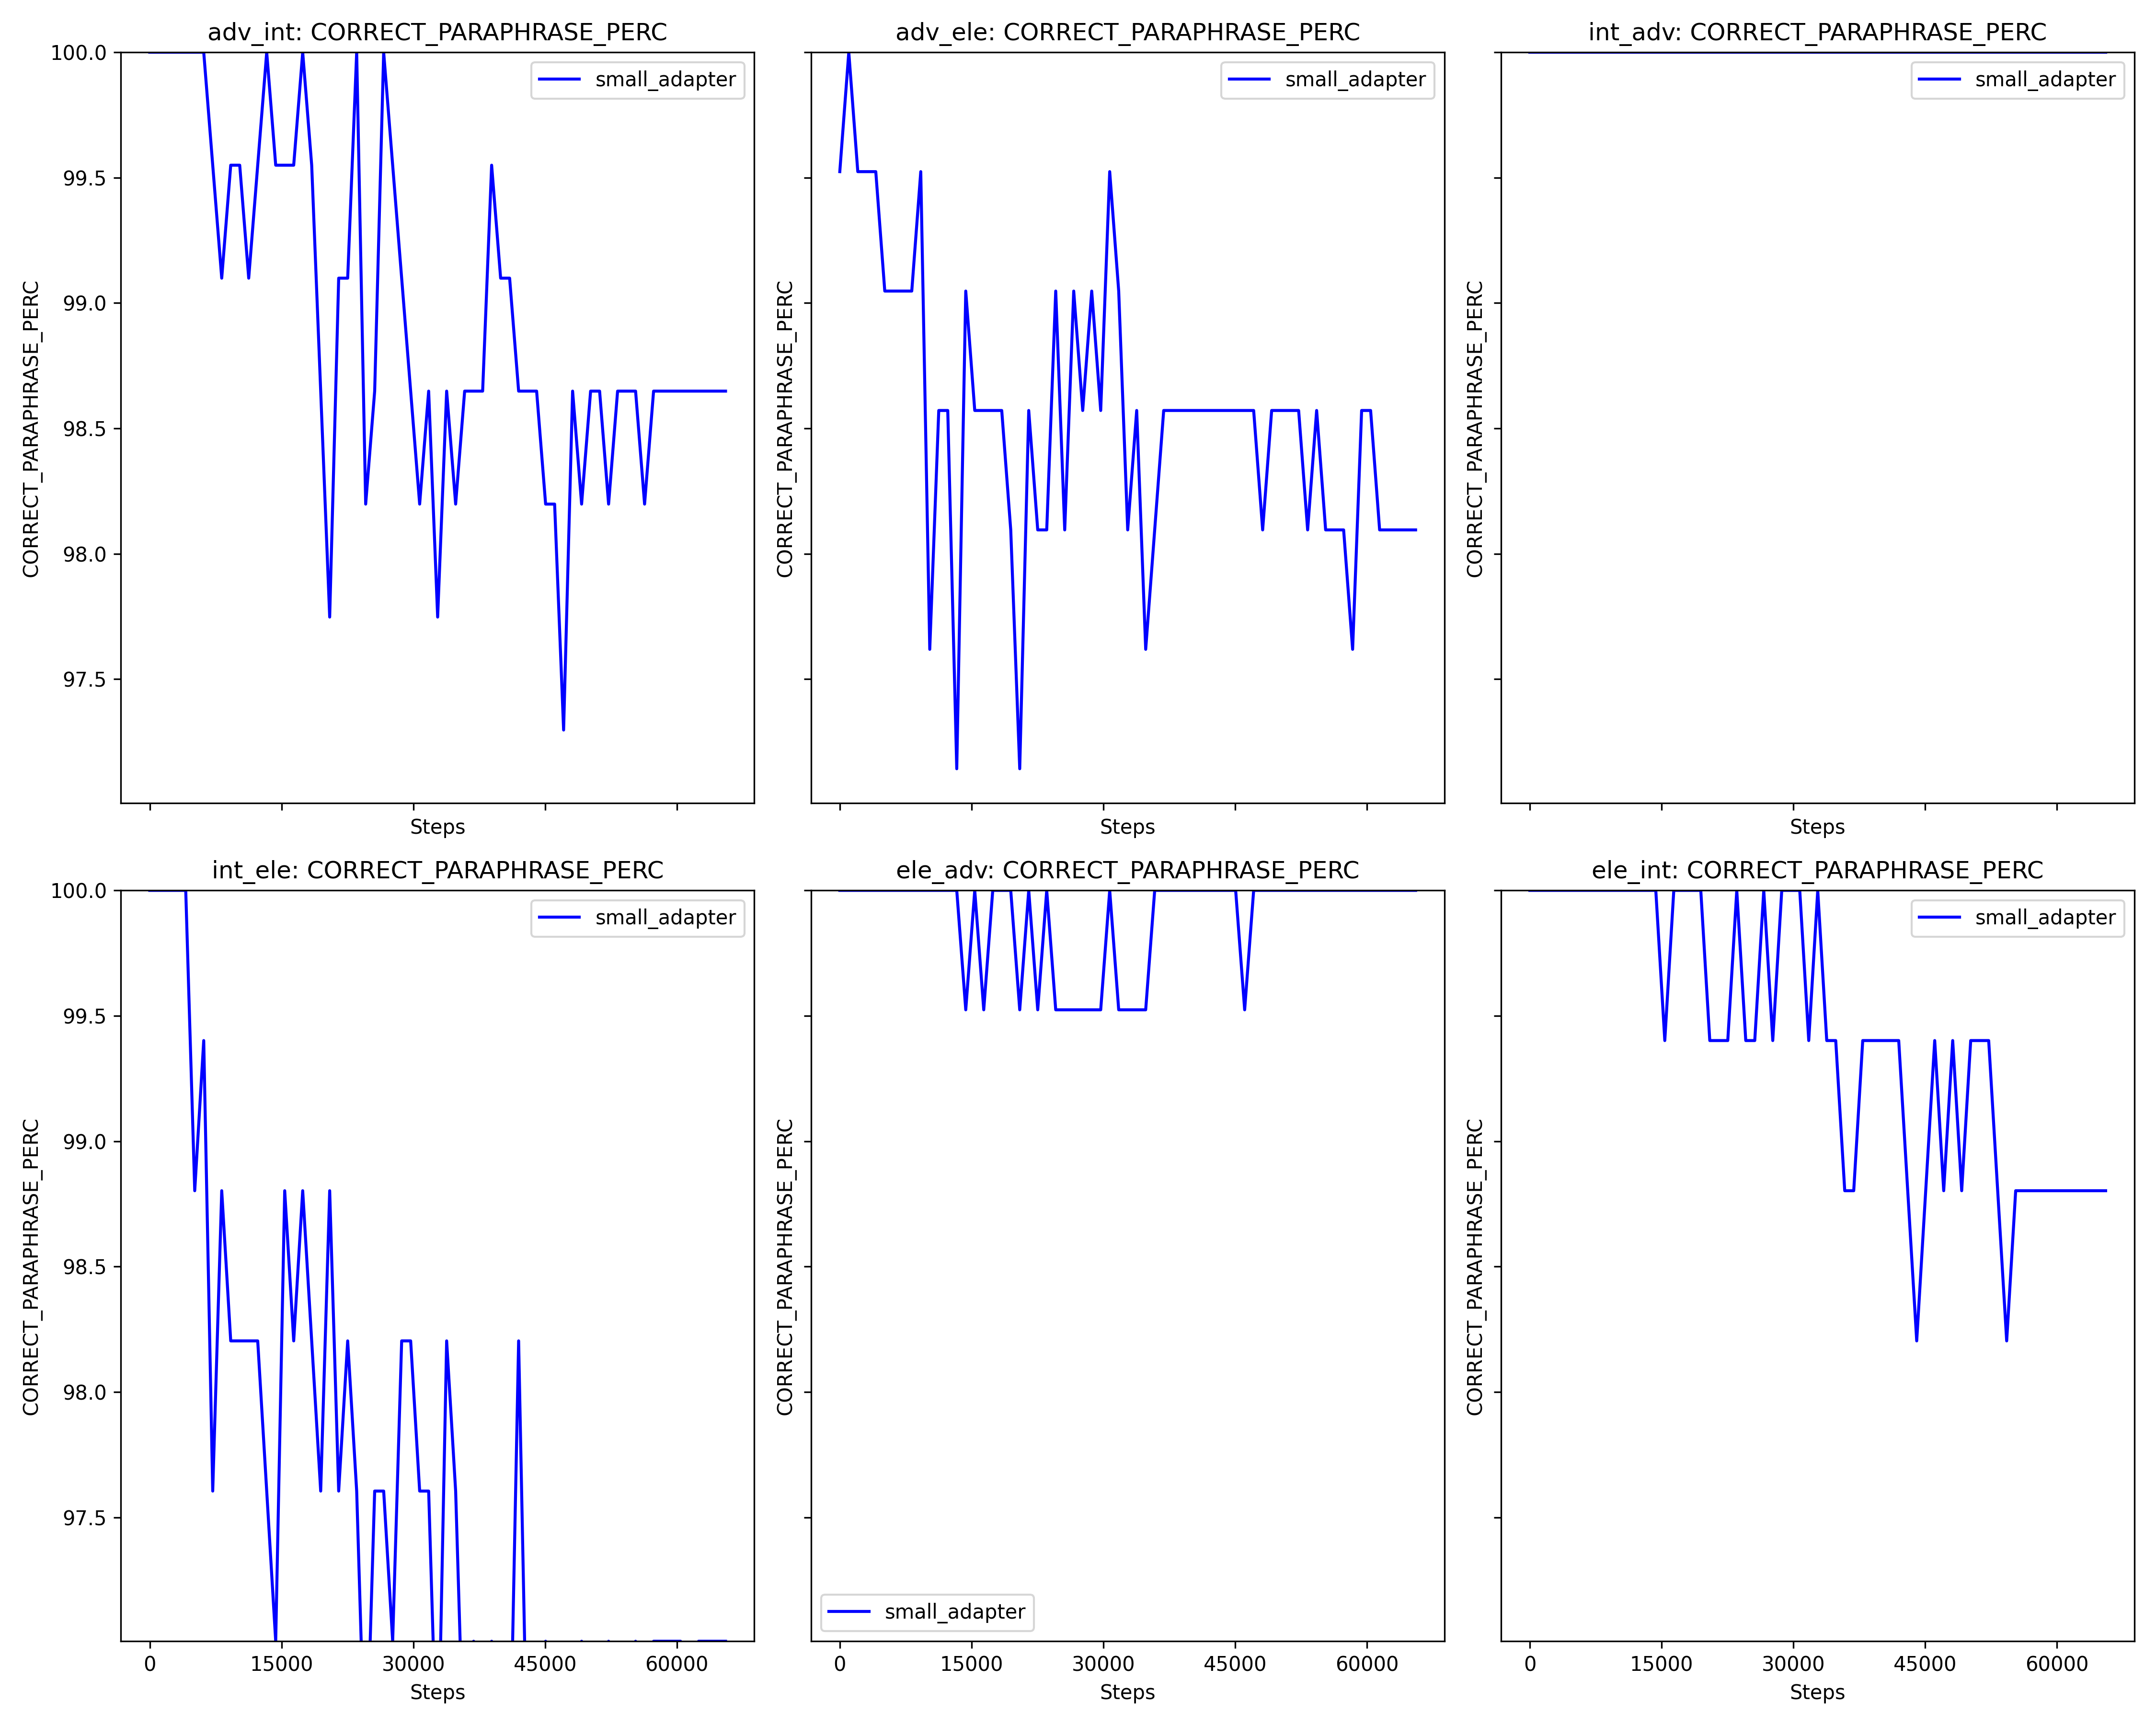 adv_int: CORRECT_PARAPHRASE_PERC
adv_ele: CORRECT_PARAPHRASE_PERC
int_adv: CORRECT_PARAPHRASE_PERC
100.0
99.5
99.0
98.5
98.0
97.5
CORRECT_PARAPHRASE_PERC
small_adapter
Steps
CORRECT_PARAPHRASE_PERC
small_adapter
Steps
CORRECT_PARAPHRASE_PERC
small_adapter
Steps
int_ele: CORRECT_PARAPHRASE_PERC
ele_adv: CORRECT_PARAPHRASE_PERC
ele_int: CORRECT_PARAPHRASE_PERC
100.0
99.5
99.0
98.5
98.0
97.5
CORRECT_PARAPHRASE_PERC
small_adapter
0 15000 30000 45000 60000
Steps
CORRECT_PARAPHRASE_PERC
small_adapter
0 15000 30000 45000 60000
Steps
CORRECT_PARAPHRASE_PERC
small_adapter
0 15000 30000 45000 60000
Steps